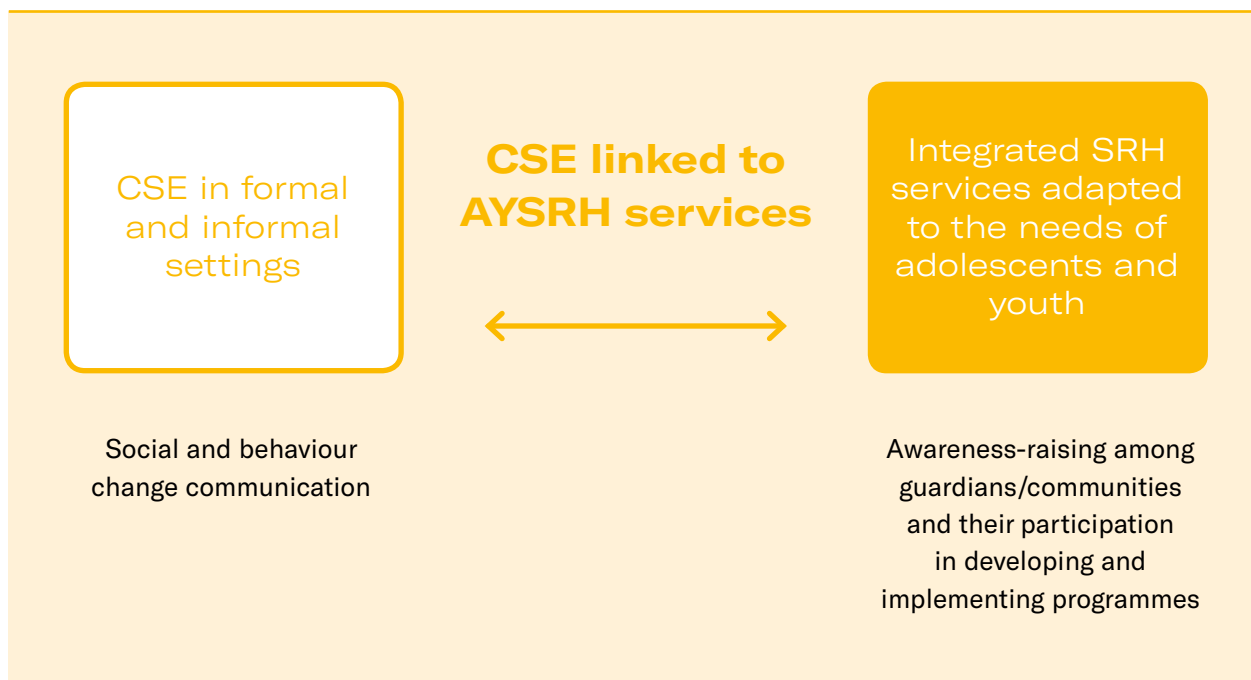 CSE in formal
and informal
settings
CSE linked to
AYSRH services
Integrated SRH
services adapted
to the needs of
adolescents and
youth
Social and behaviour
change communication
Awareness-raising among
guardians/communities
and their participation
in developing and
implementing programmes